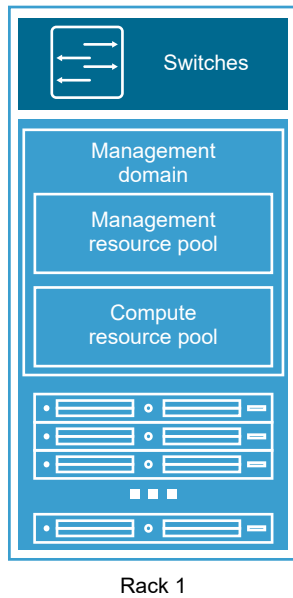 Switches
Management
domain
Management
resource pool
Compute
resource pool
Rack 1